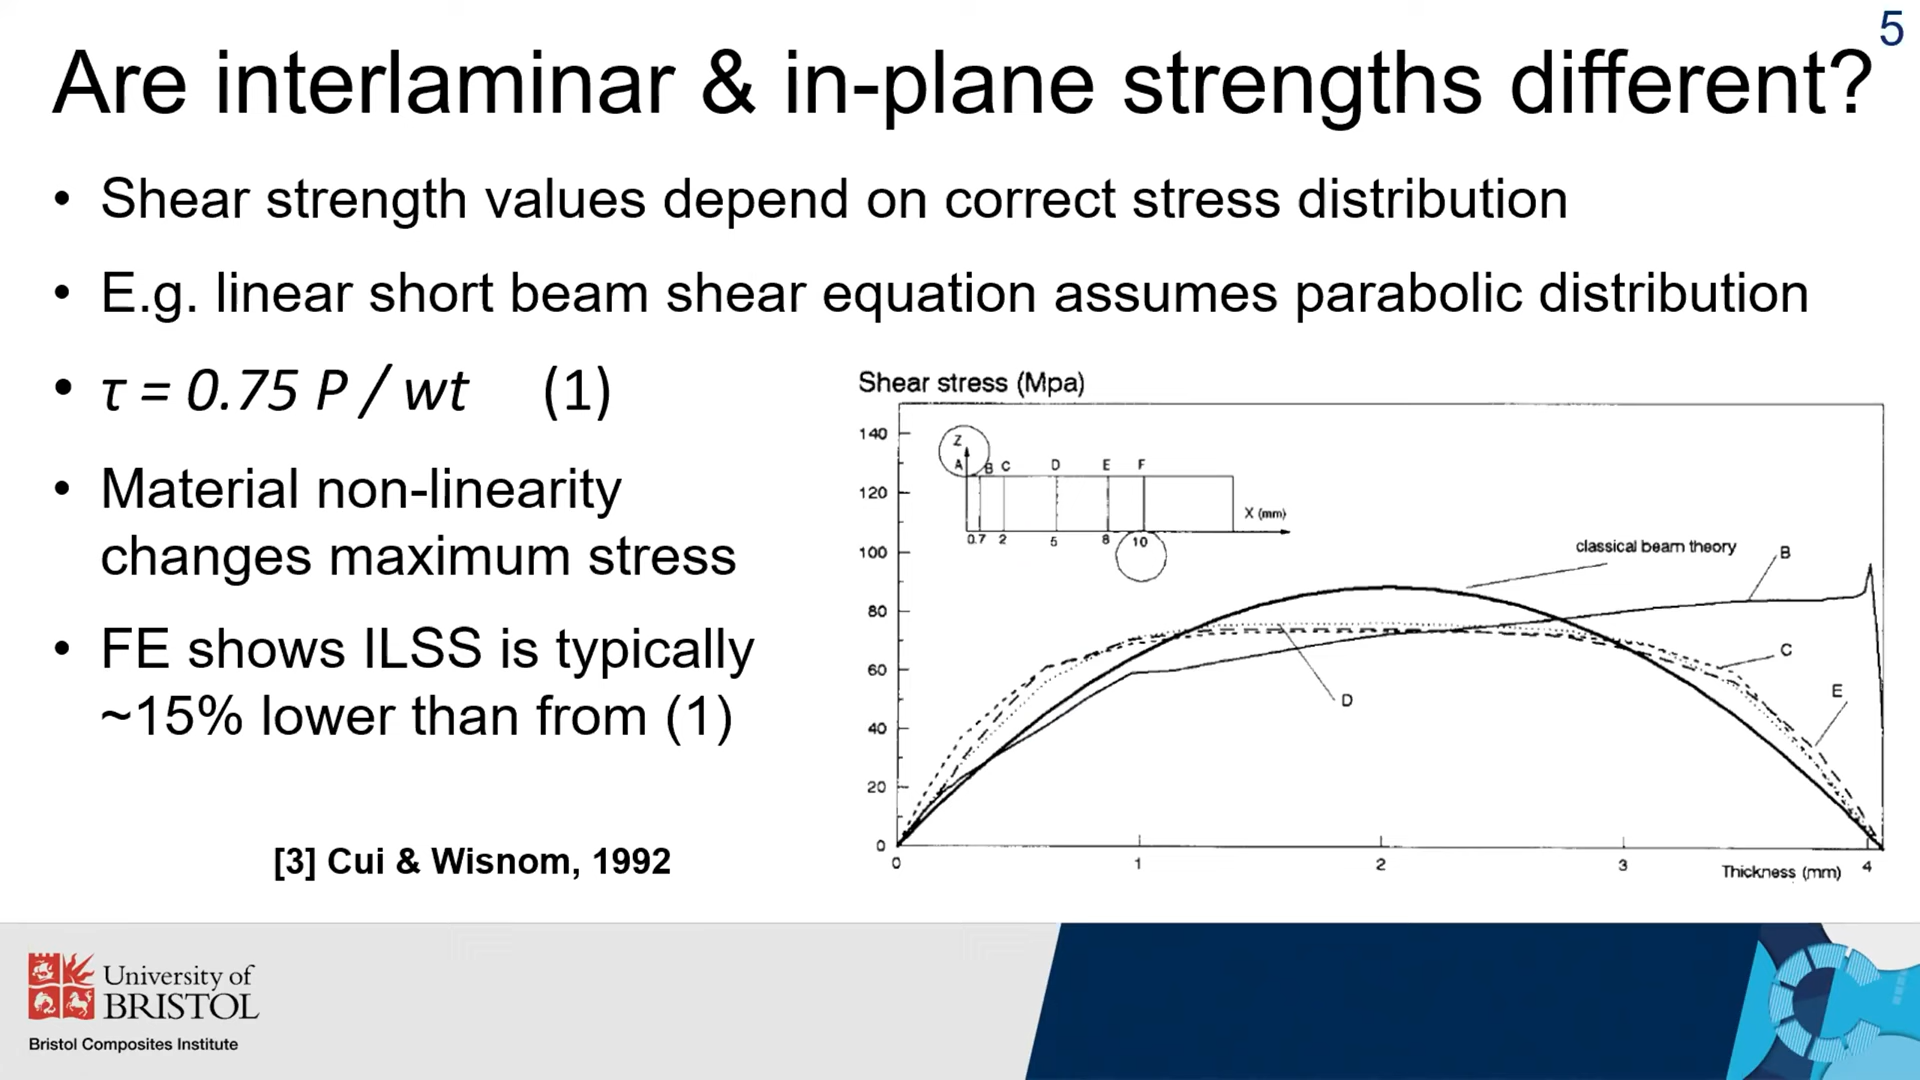 5
Are interlaminar & in-plane strengths different?
• Shear strength values depend on correct stress distribution
• E.g. linear short beam shear equation assumes parabolic distribution
• τ = 0.75 P / wt (1)
• Material non-linearity
changes maximum stress
• FE shows ILSS is typically
~15% lower than from (1)
[3] Cui & Wisnom, 1992
Shear stress (Mpa)
140
120
100
80
60
40
20
0
Z
A B C D E F
X (mm)
0.7 2 5 8 10
classical beam theory
B
C
D
E
0 1 2 3 4
Thickness (mm)
University of
BRISTOL
Bristol Composites Institute